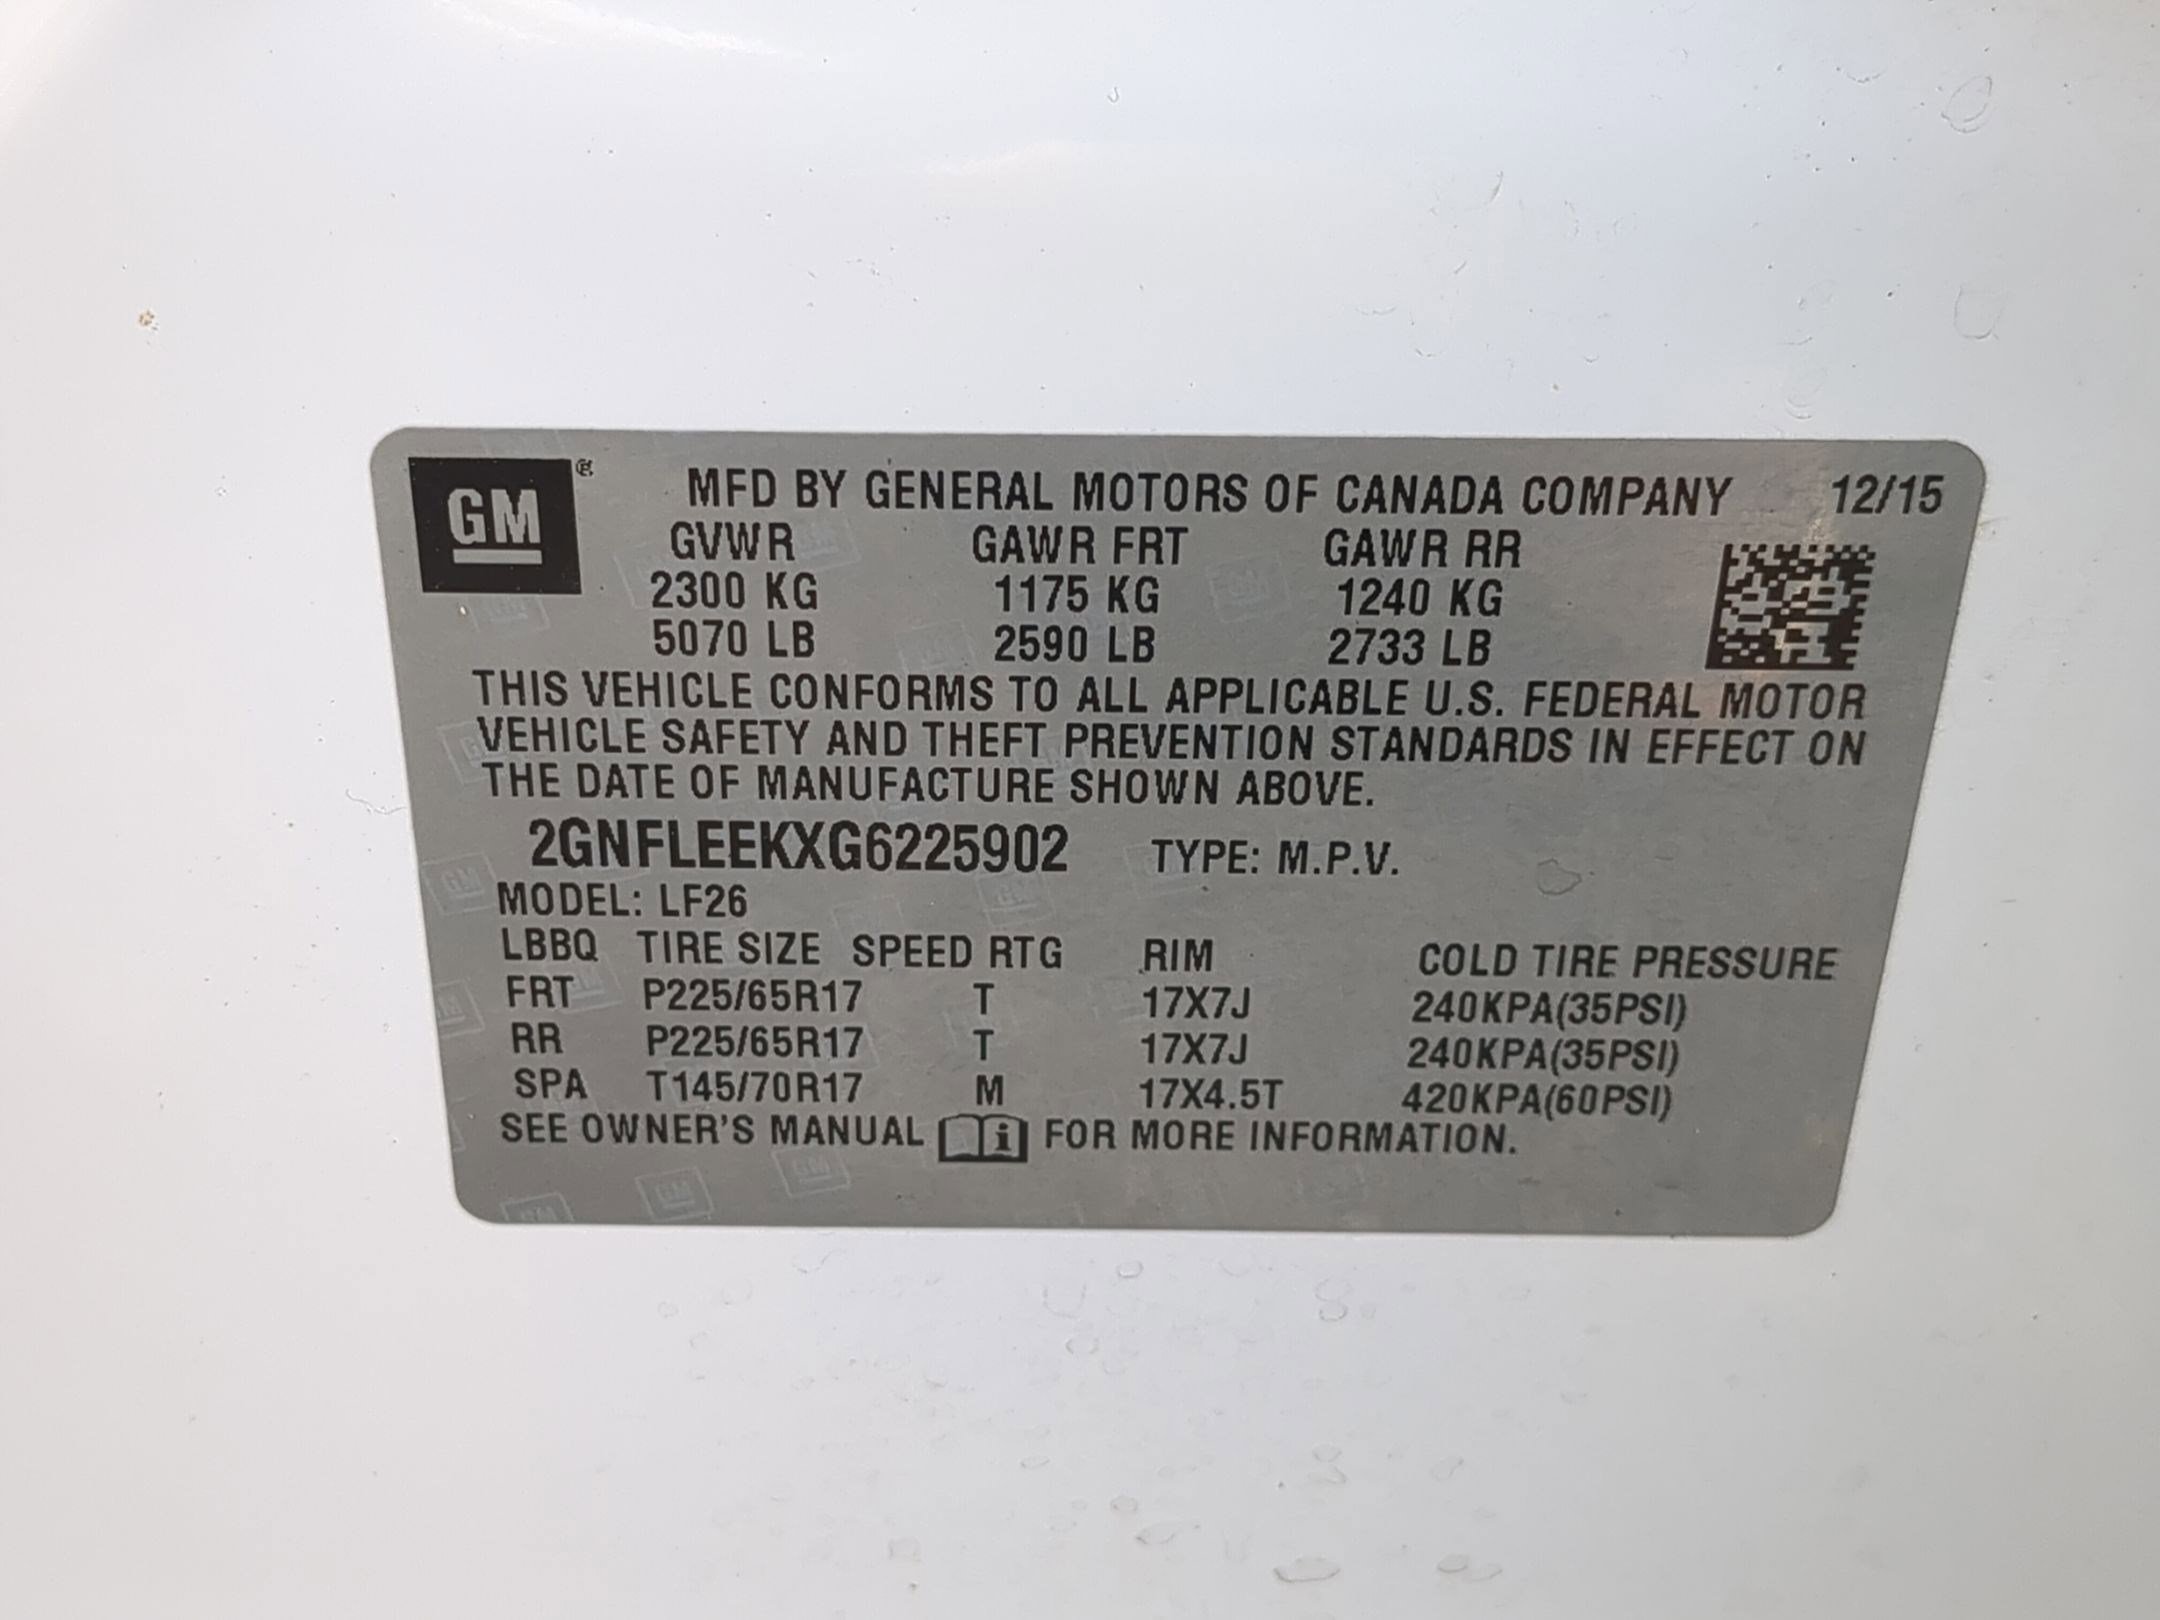 GM ®
MFD BY GENERAL MOTORS OF CANADA COMPANY 12/15
GVWR GAWR FRT GAWR RR
2300 KG 1175 KG 1240 KG
5070 LB 2590 LB 2733 LB
THIS VEHICLE CONFORMS TO ALL APPLICABLE U.S. FEDERAL MOTOR
VEHICLE SAFETY AND THEFT PREVENTION STANDARDS IN EFFECT ON
THE DATE OF MANUFACTURE SHOWN ABOVE.
2GNFLEEKXG6225902 TYPE: M.P.V.
MODEL: LF26
LBBQ TIRE SIZE SPEED RTG RIM COLD TIRE PRESSURE
FRT P225/65R17 T 17X7J 240KPA(35PSI)
RR P225/65R17 T 17X7J 240KPA(35PSI)
SPA T145/70R17 M 17X4.5T 420KPA(60PSI)
SEE OWNER'S MANUAL i FOR MORE INFORMATION.